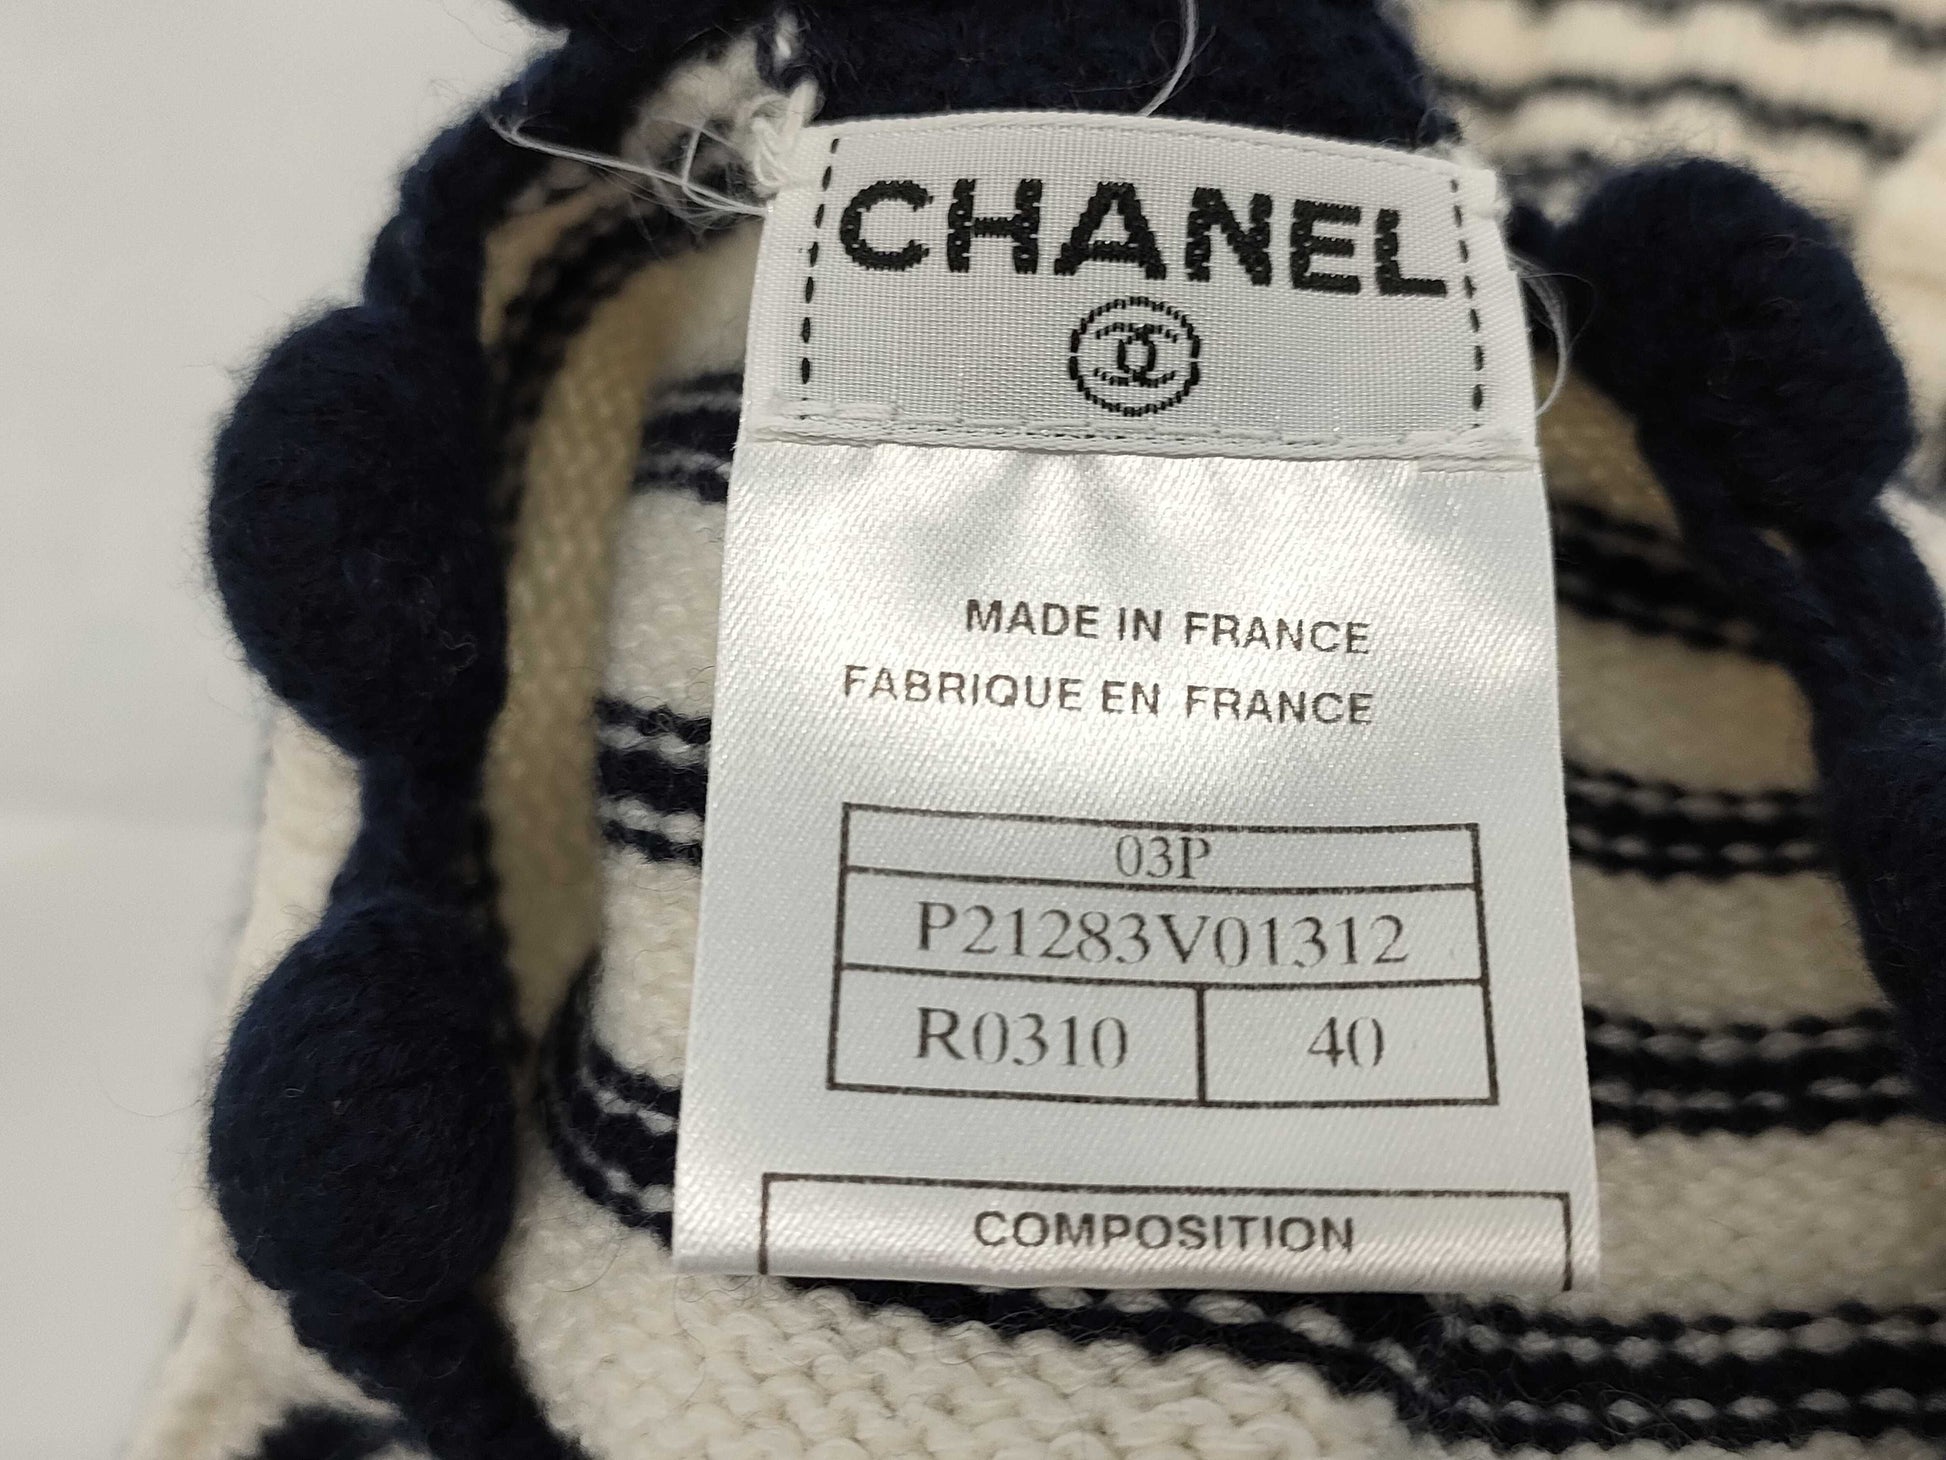 CHANEL
MADE IN FRANCE
FABRIQUE EN FRANCE
03P
P21283V01312
R0310 40
COMPOSITION